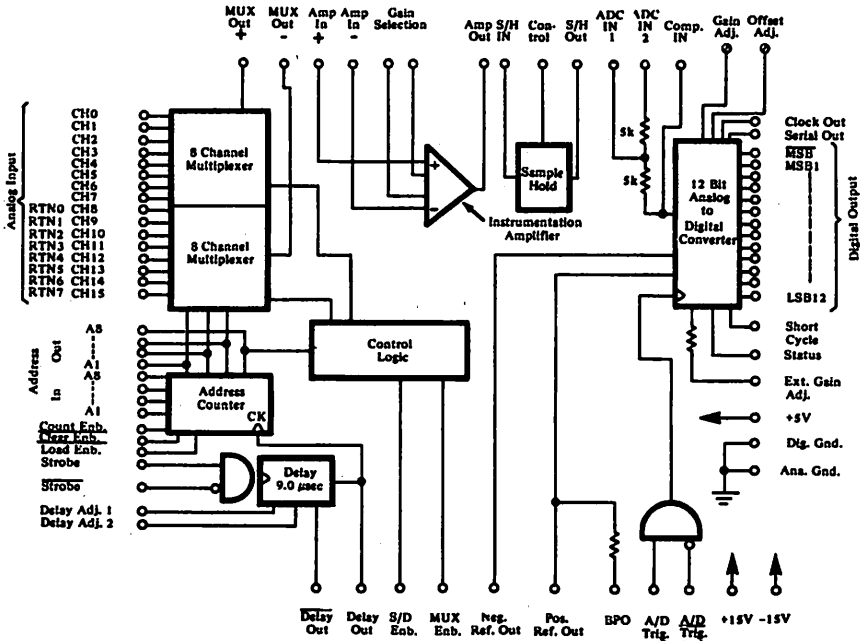 MUX Out +
MUX Out -
Amp In +
Amp In -
Gain Selection
Amp Out
S/H IN
Con- trol
S/H Out
ADC IN 1
ADC IN 2
Comp. IN
Gain Adj.
Offset Adj.
Analog Input
CH0
CH1
CH2
CH3
CH4
CH5
CH6
CH7
RTN0 CH8
RTN1 CH9
RTN2 CH10
RTN3 CH11
RTN4 CH12
RTN5 CH13
RTN6 CH14
RTN7 CH15
8 Channel
Multiplexer
8 Channel
Multiplexer
+
-
Instrumentation
Amplifier
Sample
Hold
5k
5k
12 Bit
Analog
to
Digital
Converter
Clock Out
Serial Out
MSB
MSB1
LSB12
Digital Output
Short
Cycle
Status
Ext. Gain
Adj.
+5V
Dig. Gnd.
Ana. Gnd.
Control
Logic
Address
Out
In
A8
A1
A8
A1
Address
Counter
CK
Count Enb.
Clear Enb.
Load Enb.
Strobe
Strobe
Delay
9.0 µsec
Delay Adj. 1
Delay Adj. 2
Delay Out
Delay Out
S/D Enb.
MUX Enb.
Neg. Ref. Out
Pos. Ref. Out
BPO
A/D Trig.
A/D Trig.
+15V
-15V